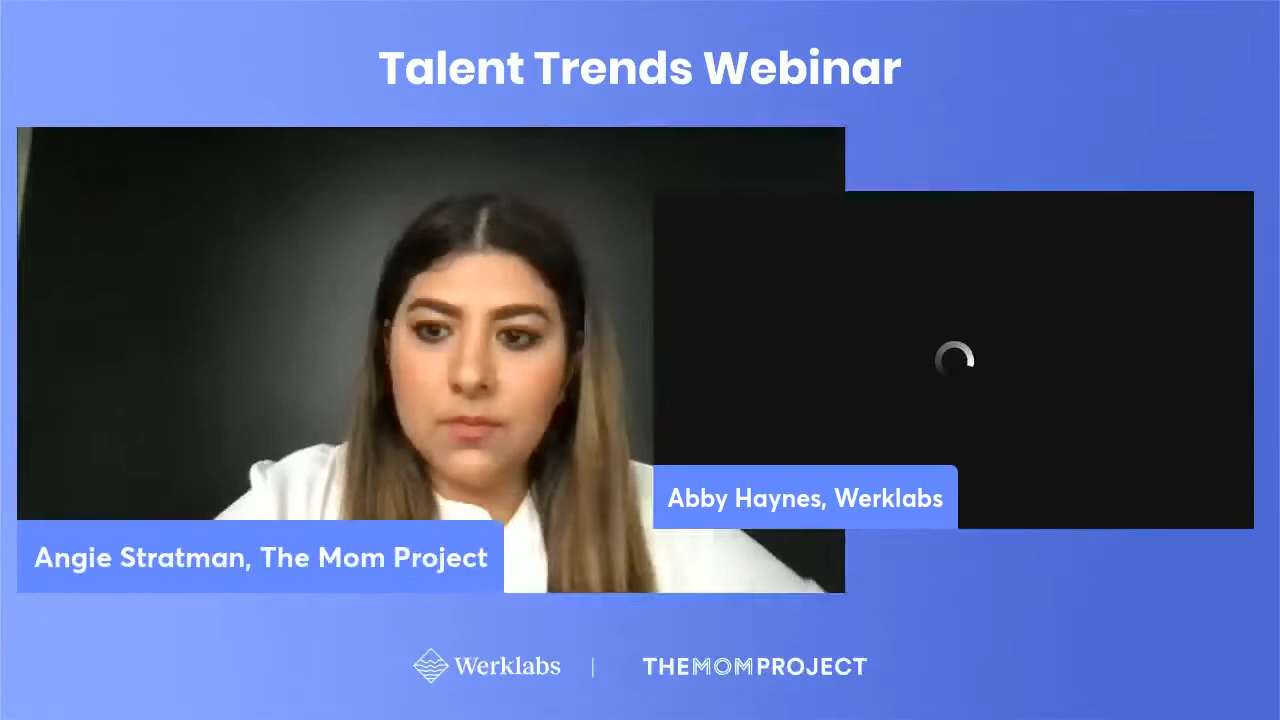 Talent Trends Webinar
Abby Haynes, Werklabs
Angie Stratman, The Mom Project
Werklabs | THEMOMPROJECT